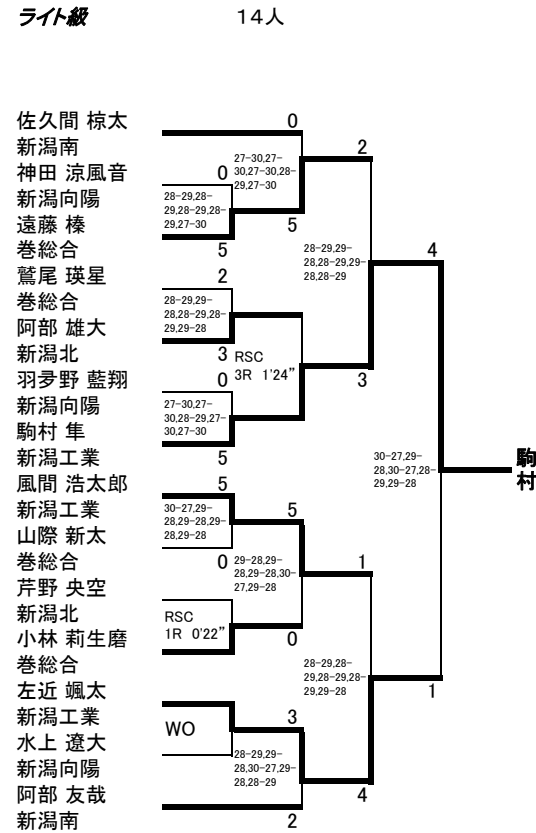 ライト級 14人
佐久間 椋太
新潟南
神田 涼風音
新潟向陽
遠藤 榛
巻総合
鷲尾 瑛星
巻総合
阿部 雄大
新潟北
羽夛野 藍翔
新潟向陽
駒村 隼
新潟工業
風間 浩太郎
新潟工業
山際 新太
巻総合
芹野 央空
新潟北
小林 莉生磨
巻総合
左近 颯太
新潟工業
水上 遼大
新潟向陽
阿部 友哉
新潟南
0
28-29,28-
29,28-29,28-
29,27-30
5
2
28-29,29-
28,28-29,28-
29,29-28
3
0
27-30,27-
30,28-29,27-
30,27-30
5
5
30-27,29-
28,29-28,29-
28,29-28
0
RSC
1R 0'22”
WO
0
27-30,27-
30,27-30,28-
29,27-30
5
RSC
3R 1'24”
5
29-28,29-
28,29-28,30-
27,29-28
0
3
28-29,29-
28,30-27,29-
28,28-29
2
2
28-29,29-
28,28-29,29-
28,28-29
3
1
28-29,28-
29,28-29,28-
29,29-28
4
4
30-27,29-
28,30-27,28-
29,29-28
1
駒村